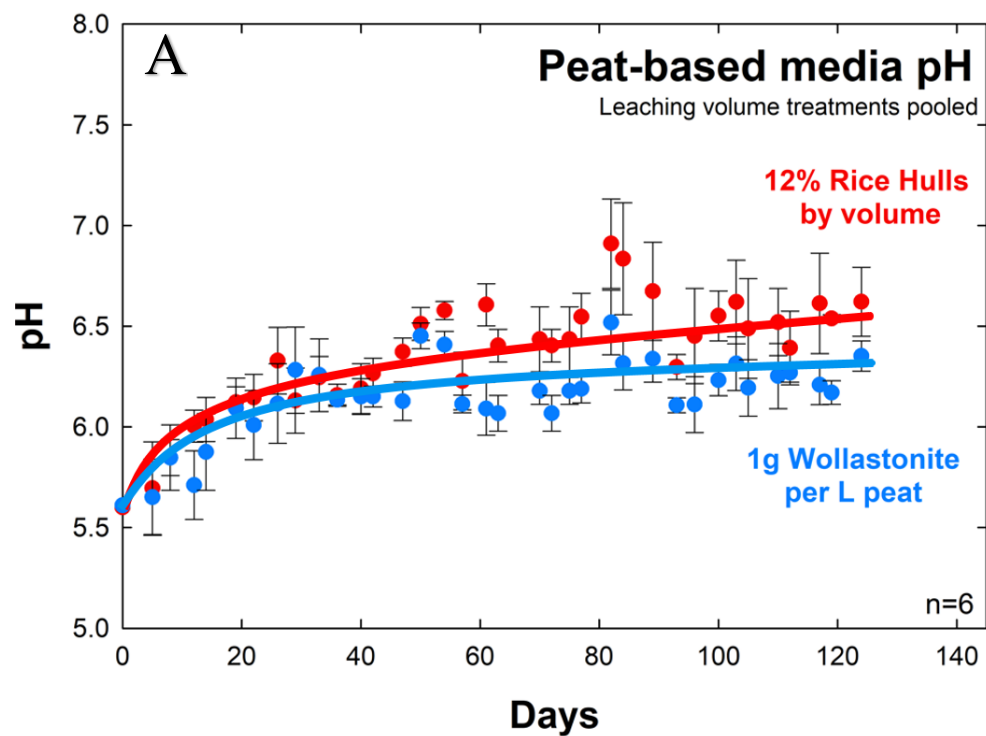 A
Peat-based media pH
Leaching volume treatments pooled
12% Rice Hulls
by volume
1g Wollastonite
per L peat
n=6
pH
8.0
7.5
7.0
6.5
6.0
5.5
5.0
0 20 40 60 80 100 120 140
Days